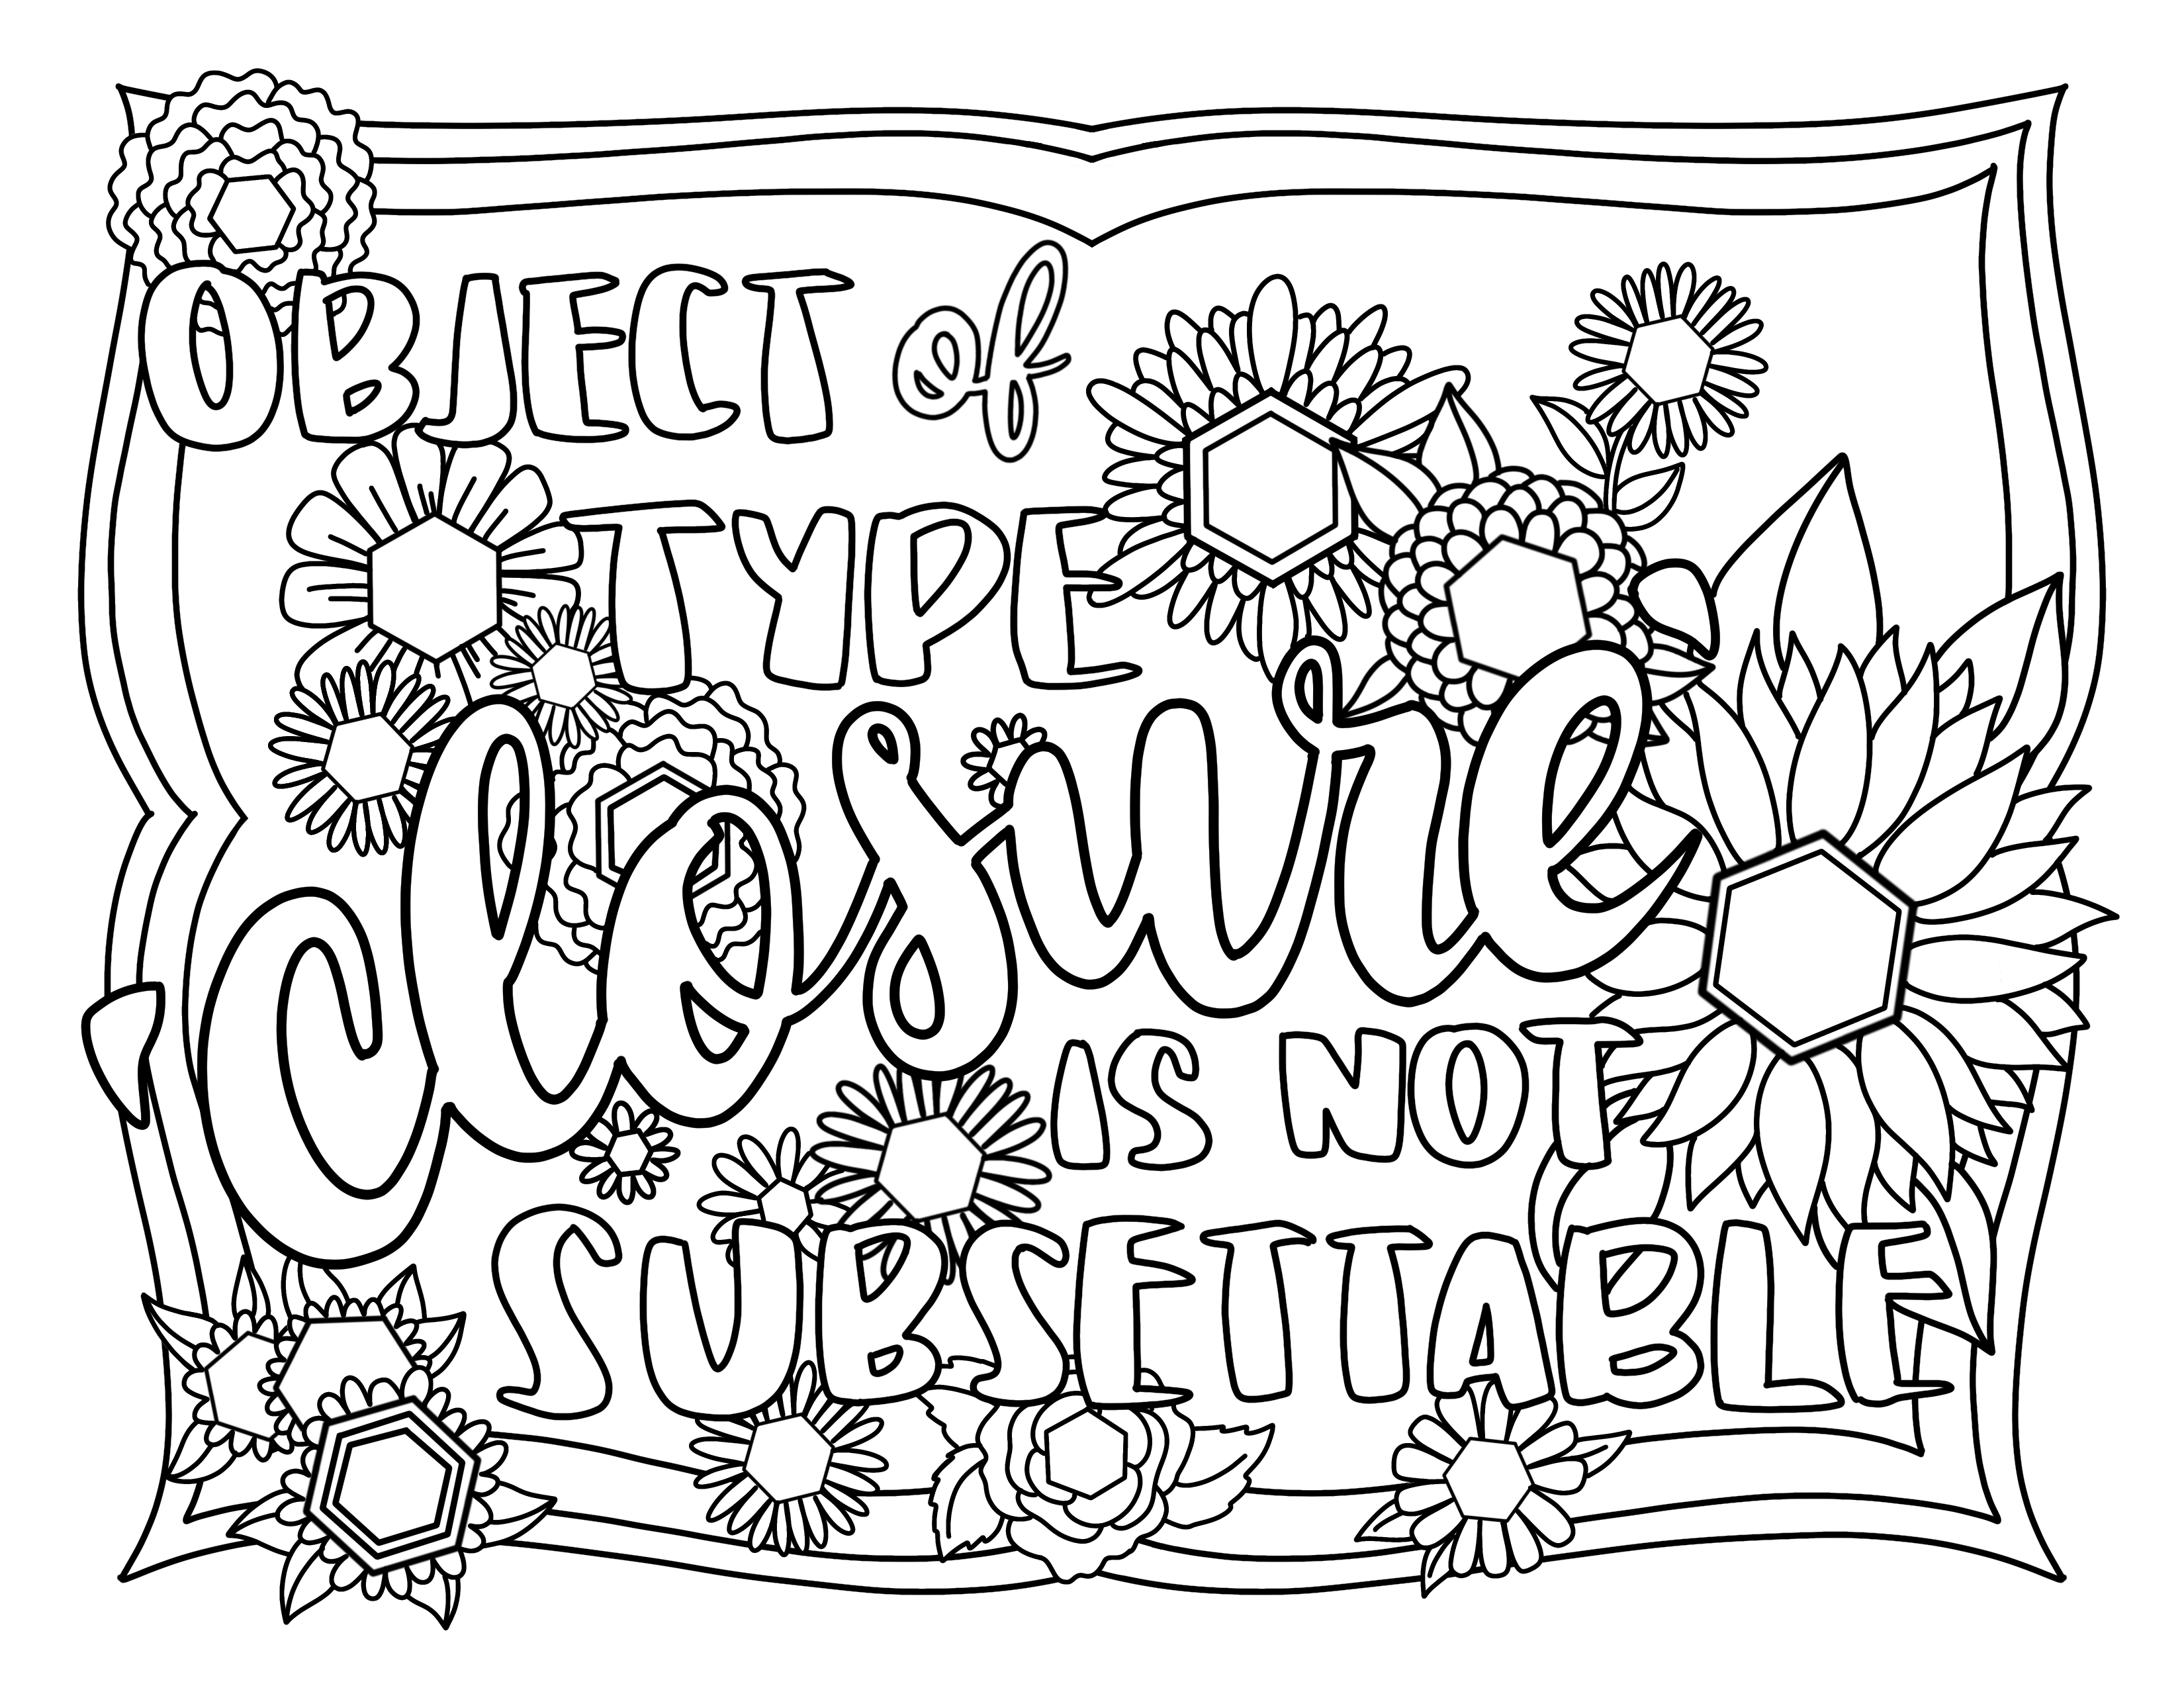 OBJECT of
TYPE
'closure'
IS NOT
SUBSETTABLE